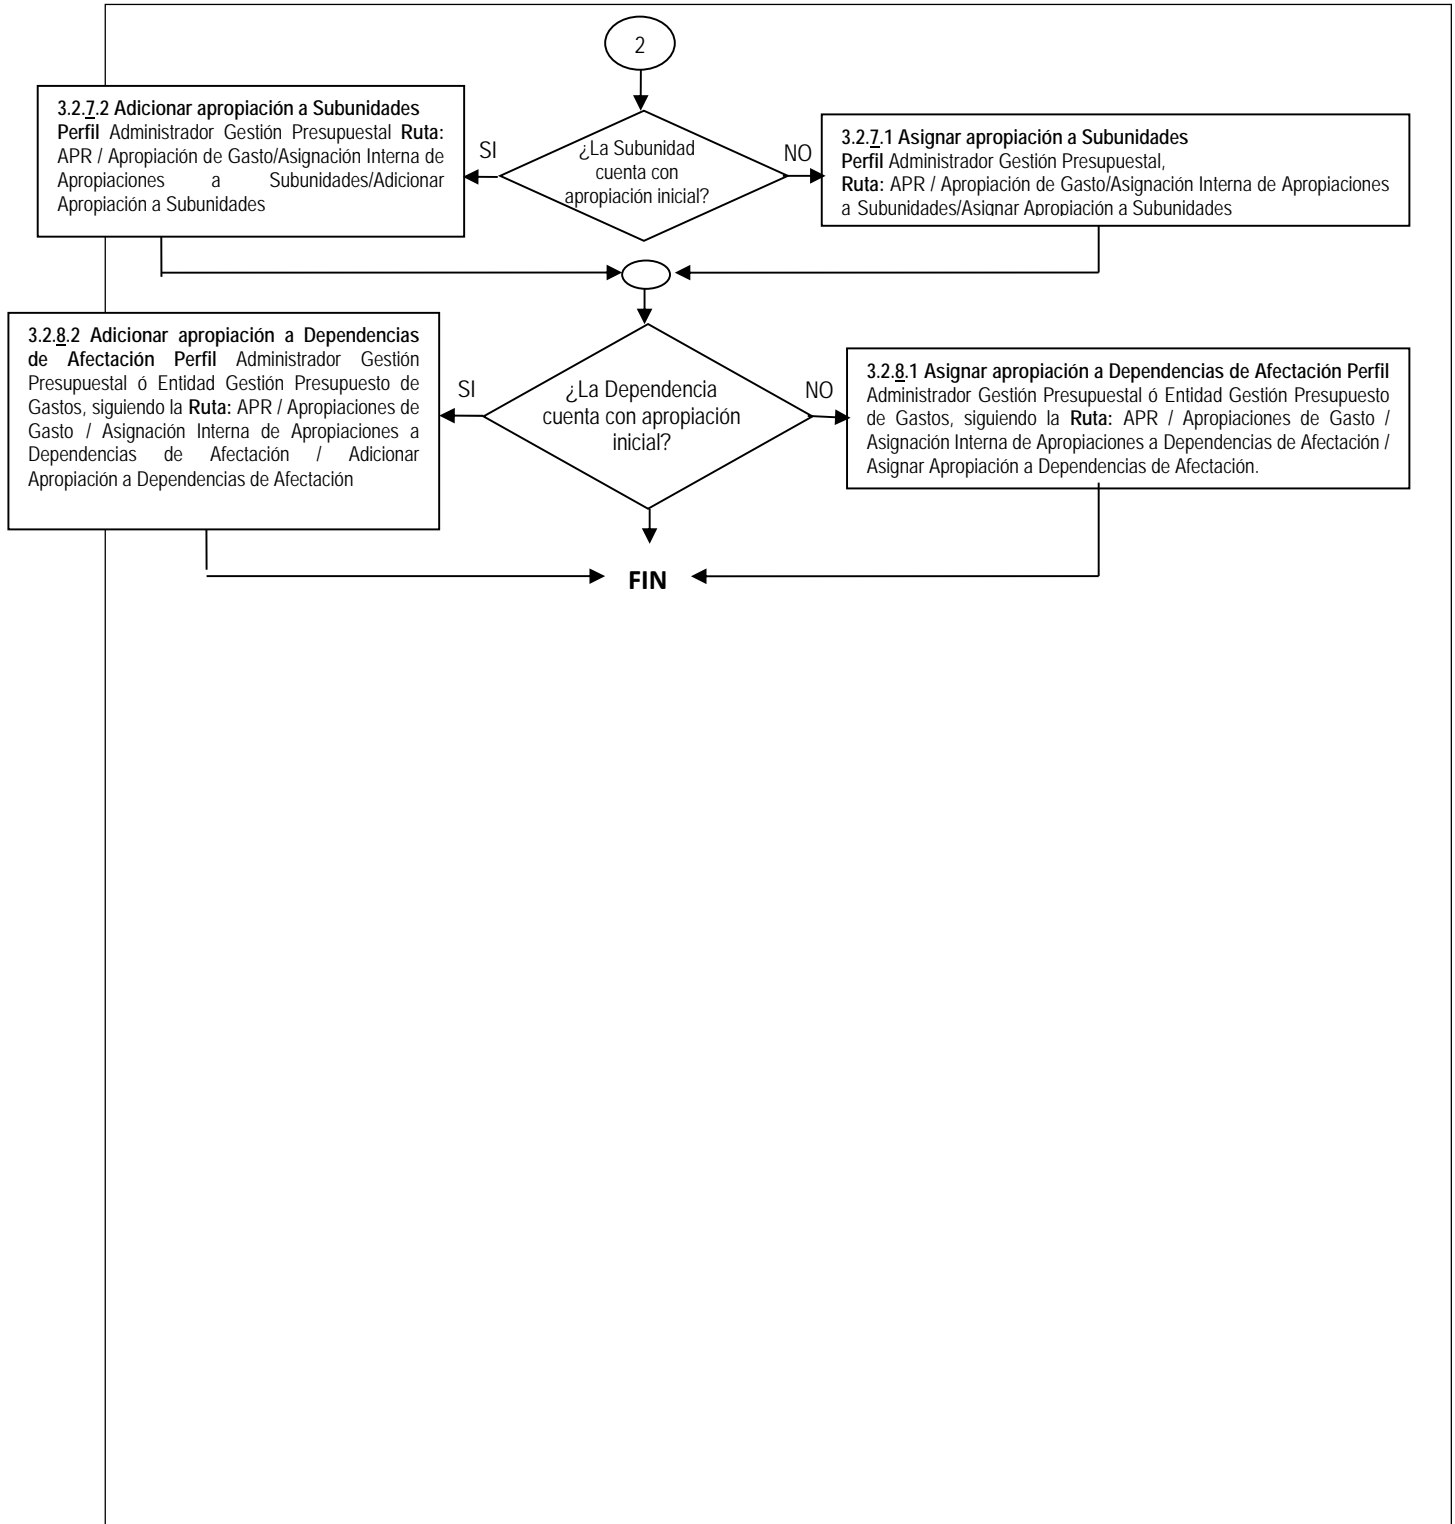 2
3.2.7.2 Adicionar apropiación a Subunidades
Perfil Administrador Gestión Presupuestal Ruta:
APR / Apropiación de Gasto/Asignación Interna de
Apropiaciones a Subunidades/Adicionar
Apropiación a Subunidades
SI
¿La Subunidad
cuenta con
apropiación inicial?
NO
3.2.7.1 Asignar apropiación a Subunidades
Perfil Administrador Gestión Presupuestal,
Ruta: APR / Apropiación de Gasto/Asignación Interna de Apropiaciones
a Subunidades/Asignar Apropiación a Subunidades
3.2.8.2 Adicionar apropiación a Dependencias
de Afectación Perfil Administrador Gestión
Presupuestal ó Entidad Gestión Presupuesto de
Gastos, siguiendo la Ruta: APR / Apropiaciones de
Gasto / Asignación Interna de Apropiaciones a
Dependencias de Afectación / Adicionar
Apropiación a Dependencias de Afectación
SI
¿La Dependencia
cuenta con apropiación
inicial?
NO
3.2.8.1 Asignar apropiación a Dependencias de Afectación Perfil
Administrador Gestión Presupuestal ó Entidad Gestión Presupuesto
de Gastos, siguiendo la Ruta: APR / Apropiaciones de Gasto /
Asignación Interna de Apropiaciones a Dependencias de Afectación /
Asignar Apropiación a Dependencias de Afectación.
FIN